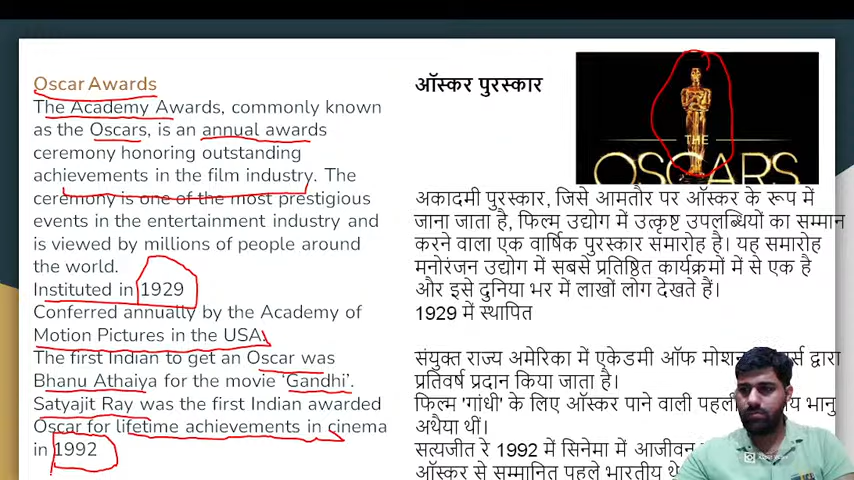 Oscar Awards
The Academy Awards, commonly known
as the Oscars, is an annual awards
ceremony honoring outstanding
achievements in the film industry. The
ceremony is one of the most prestigious
events in the entertainment industry and
is viewed by millions of people around
the world.
Instituted in 1929
Conferred annually by the Academy of
Motion Pictures in the USA.
The first Indian to get an Oscar was
Bhanu Athaiya for the movie ‘Gandhi’.
Satyajit Ray was the first Indian awarded
Oscar for lifetime achievements in cinema
in 1992
ऑस्कर पुरस्कार
THE
OSCARS
अकादमी पुरस्कार, जिसे आमतौर पर ऑस्कर के रूप में
जाना जाता है, फिल्म उद्योग में उत्कृष्ट उपलब्धियों का सम्मान
करने वाला एक वार्षिक पुरस्कार समारोह है। यह समारोह
मनोरंजन उद्योग में सबसे प्रतिष्ठित कार्यक्रमों में से एक है
और इसे दुनिया भर में लाखों लोग देखते हैं।
1929 में स्थापित
संयुक्त राज्य अमेरिका में एकेडमी ऑफ मोशन द्वारा
प्रतिवर्ष प्रदान किया जाता है।
फिल्म 'गांधी' के लिए ऑस्कर पाने वाली पहली भानु
अथैया थीं।
सत्यजीत रे 1992 में सिनेमा में आजीवन
ऑस्कर से सम्मानित पहले भारतीय थे